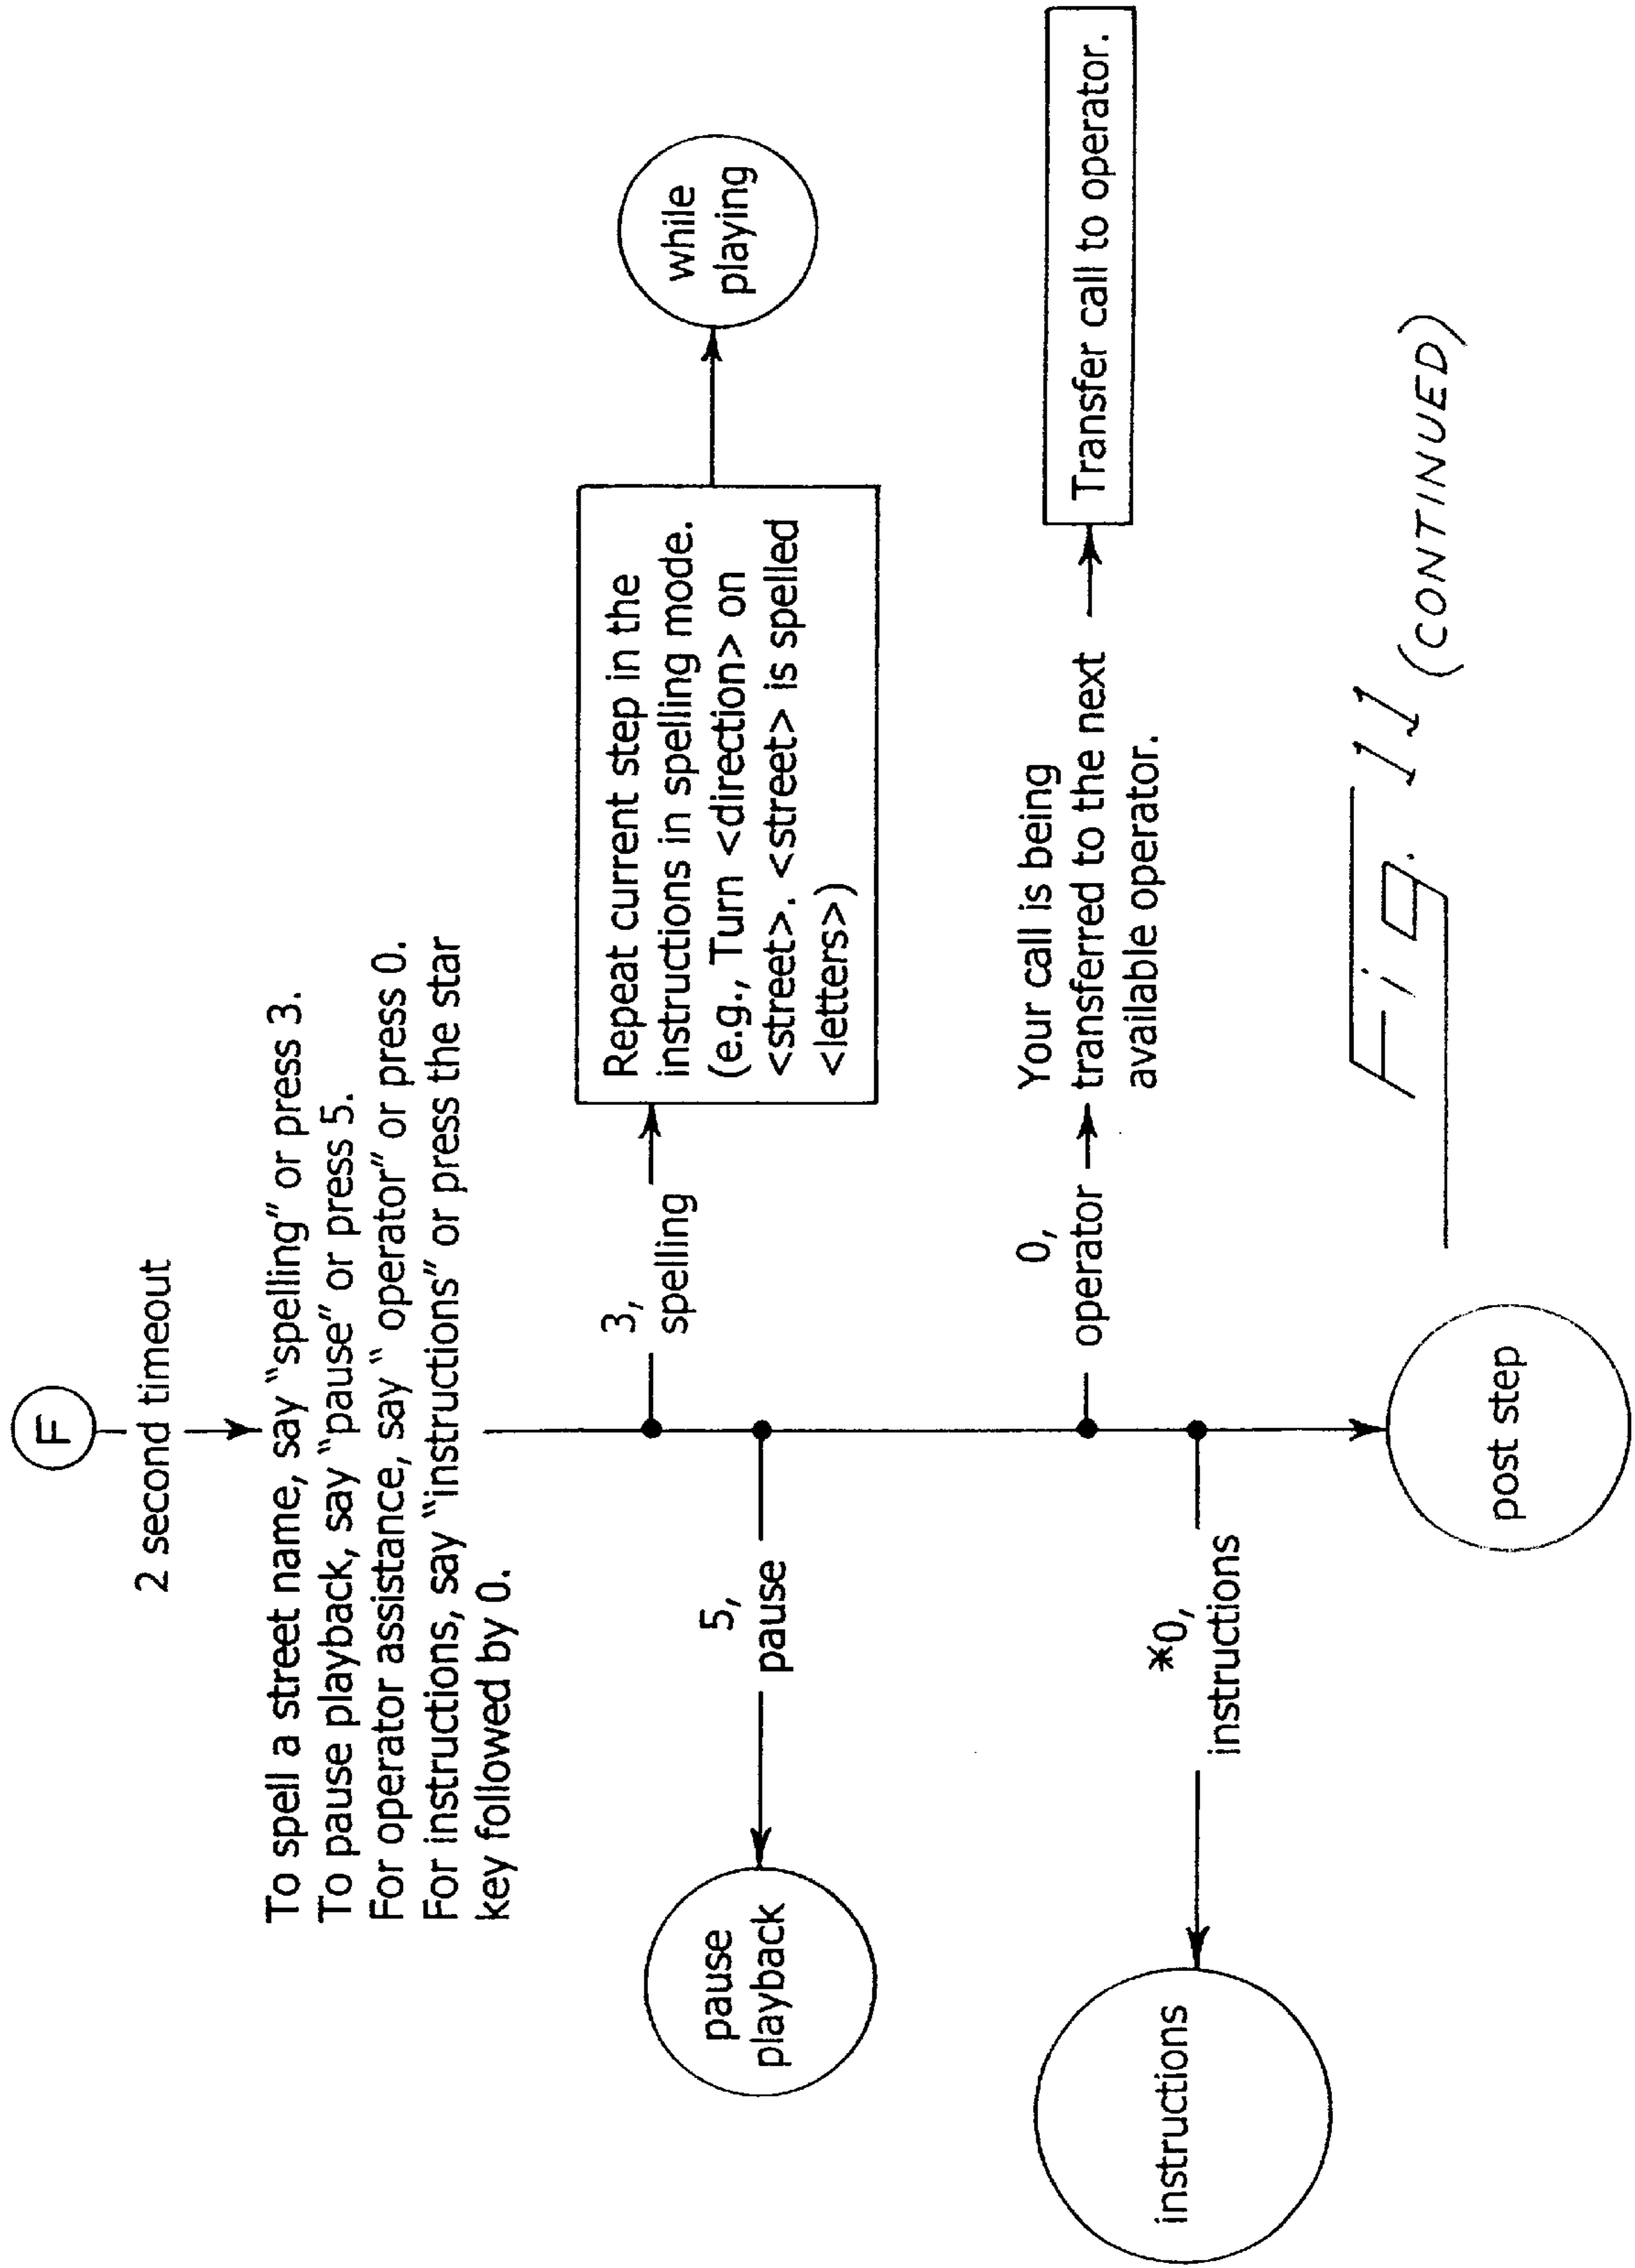 F
2 second timeout
To spell a street name, say “spelling” or press 3.
To pause playback, say “pause” or press 5.
For operator assistance, say “ operator” or press 0.
For instructions, say “instructions” or press the star
key followed by 0.
3,
spelling
Repeat current step in the
instructions in spelling mode.
(e.g., Turn <direction> on
<street>. <street> is spelled
<letters>)
while
playing
5,
pause
pause
playback
0,
operator
Your call is being
transferred to the next
available operator.
Transfer call to operator.
*0,
instructions
instructions
post step
Fig. 11 (CONTINUED)